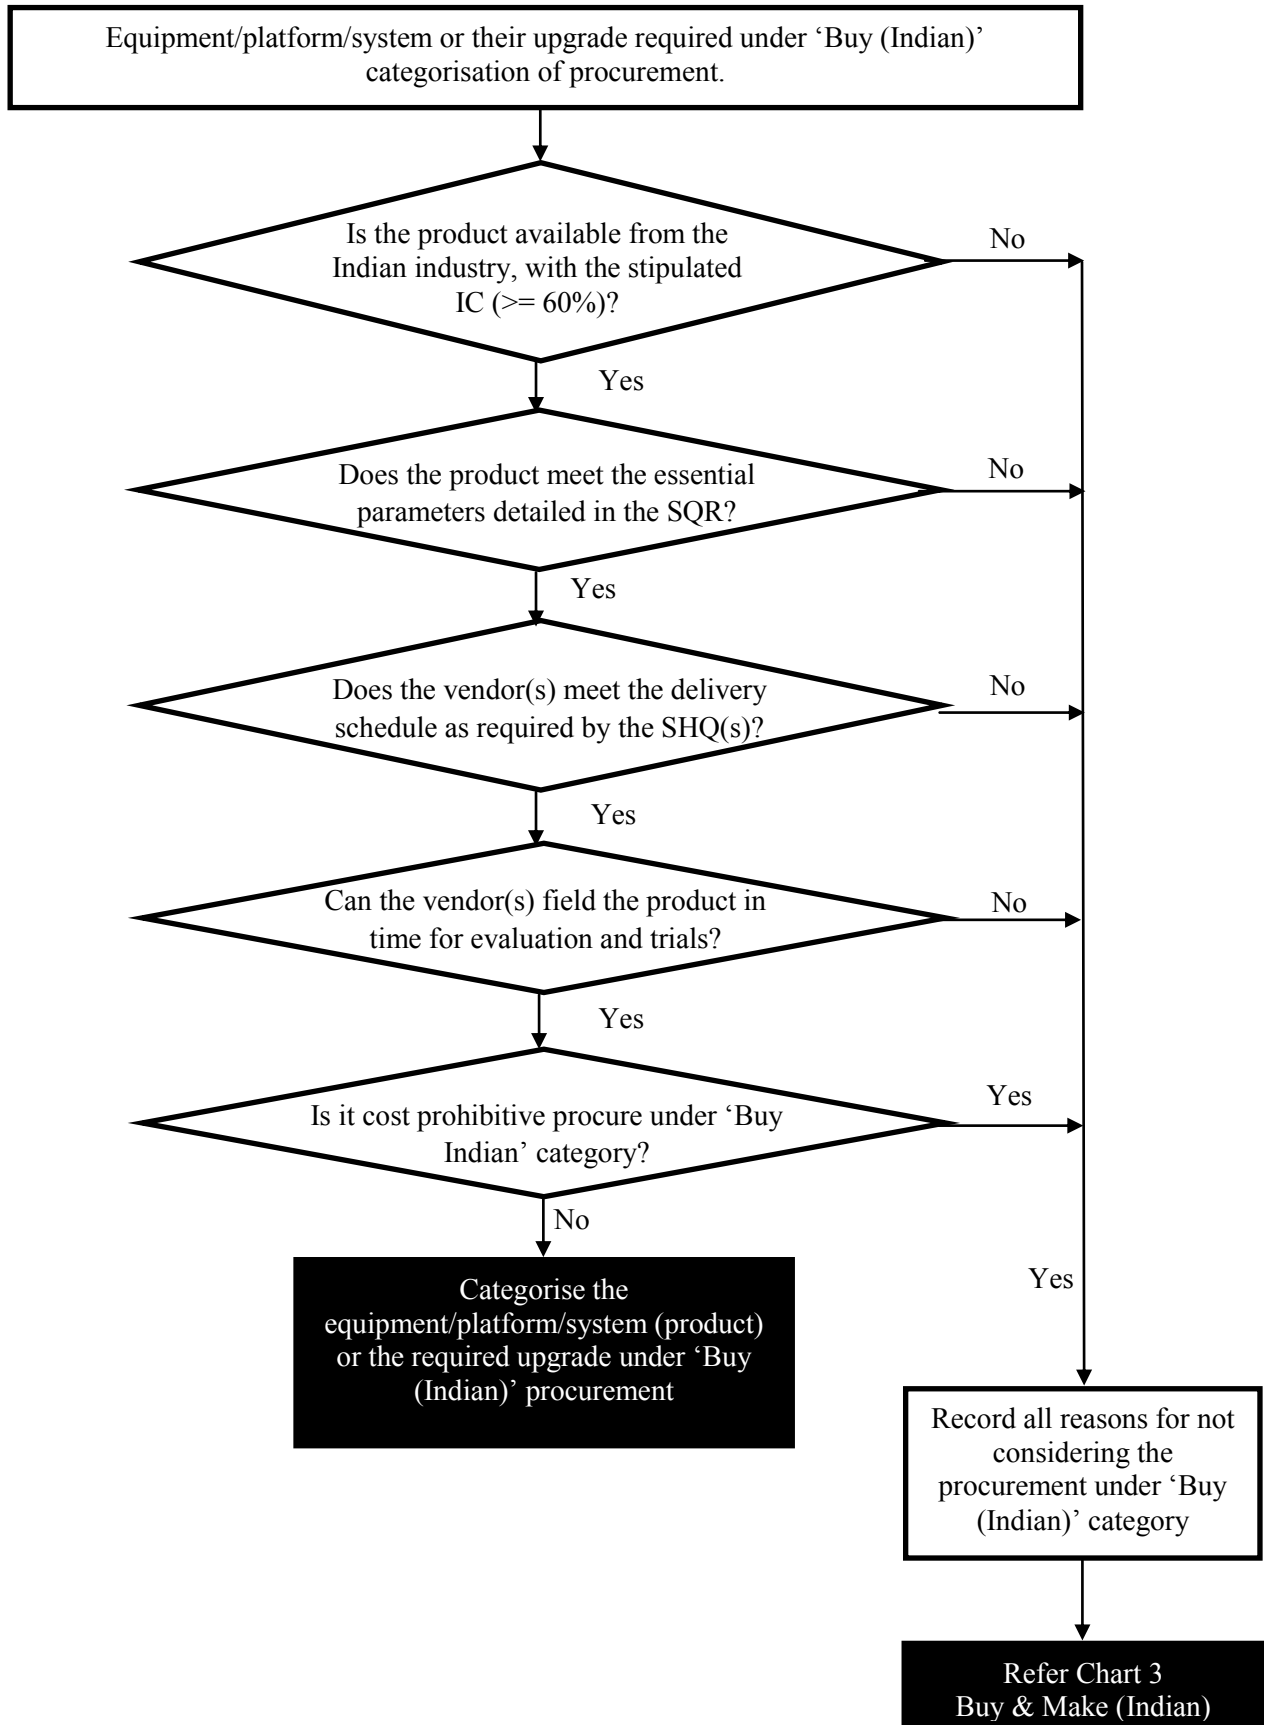 Equipment/platform/system or their upgrade required under ‘Buy (Indian)’
categorisation of procurement.
Is the product available from the
Indian industry, with the stipulated
IC (>= 60%)?
No
Yes
Does the product meet the essential
parameters detailed in the SQR?
No
Yes
Does the vendor(s) meet the delivery
schedule as required by the SHQ(s)?
No
Yes
Can the vendor(s) field the product in
time for evaluation and trials?
No
Yes
Is it cost prohibitive procure under ‘Buy
Indian’ category?
Yes
No
Categorise the
equipment/platform/system (product)
or the required upgrade under ‘Buy
(Indian)’ procurement
Yes
Record all reasons for not
considering the
procurement under ‘Buy
(Indian)’ category
Refer Chart 3
Buy & Make (Indian)